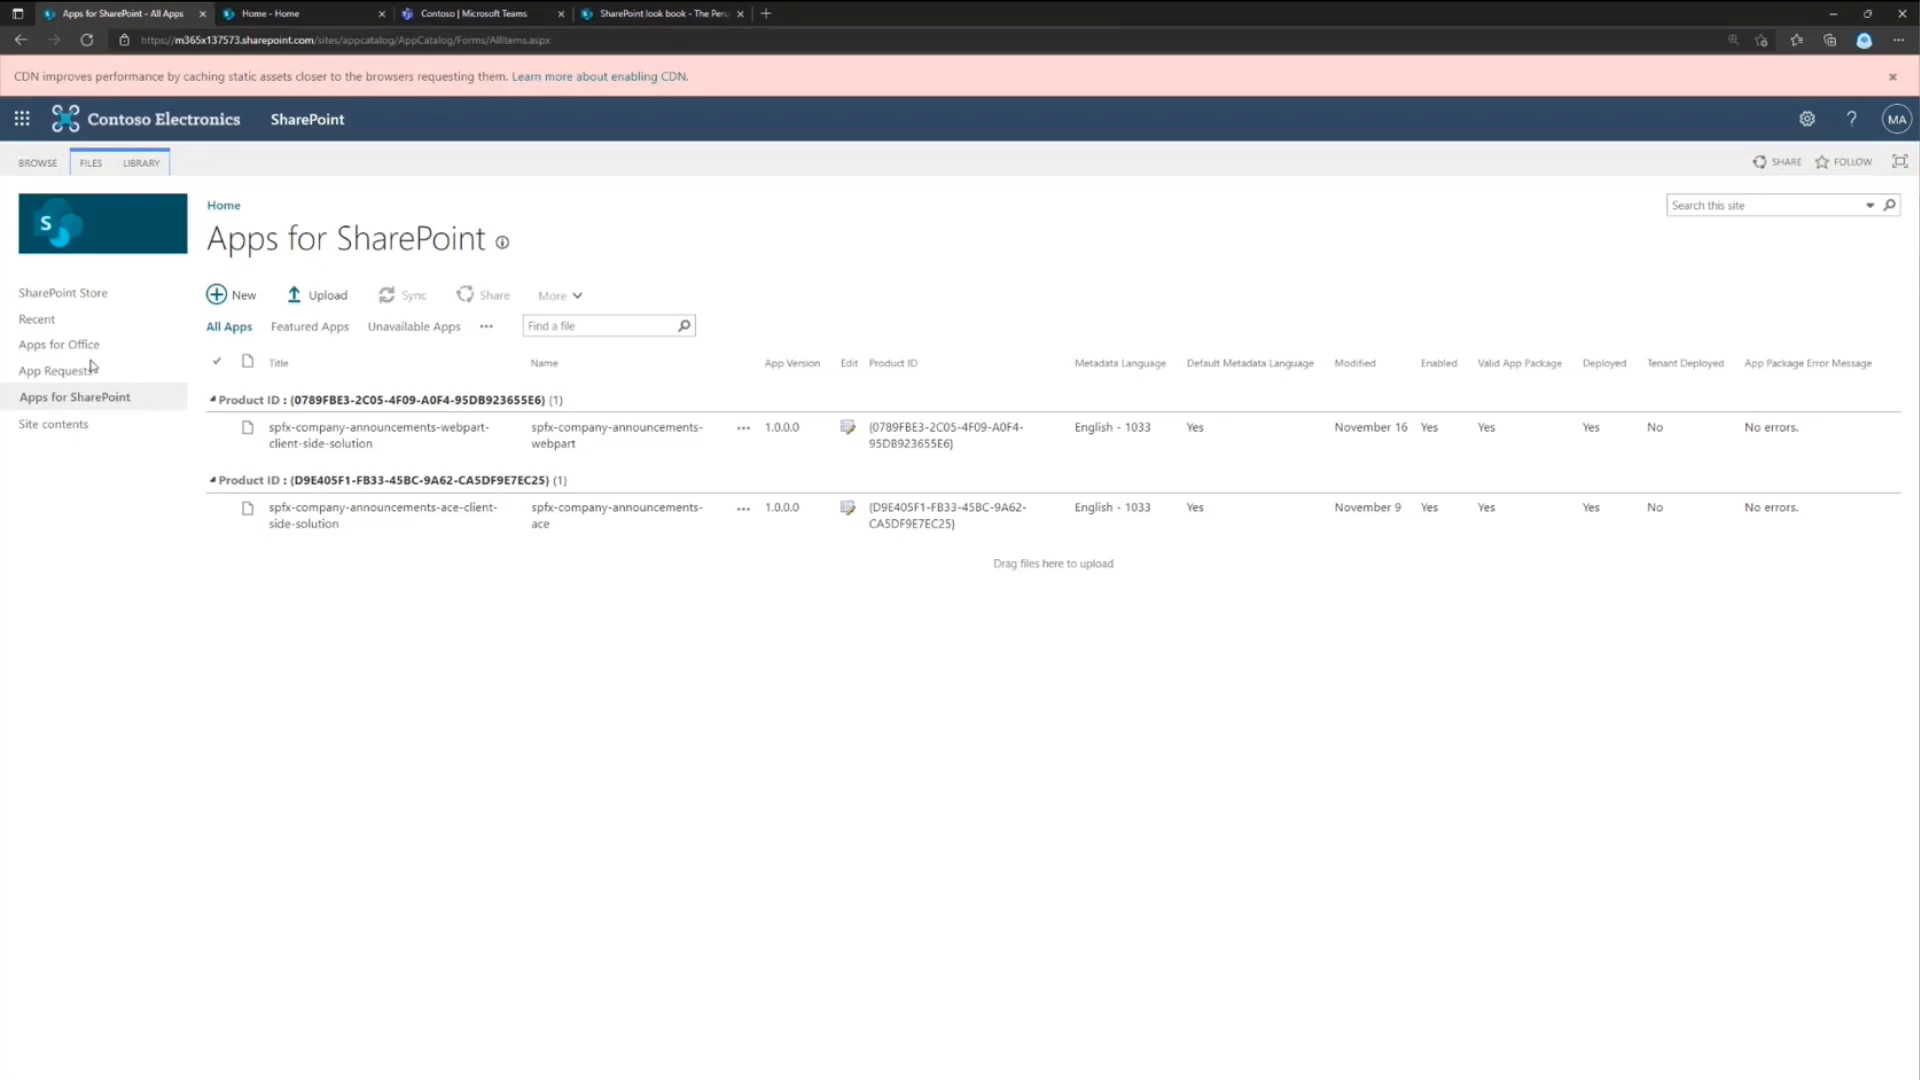 Apps for SharePoint - All Apps
Home - Home
Contoso | Microsoft Teams
SharePoint look book - The Per
https://m365x137573.sharepoint.com/sites/appcatalog/AppCatalog/Forms/AllItems.aspx
CDN improves performance by caching static assets closer to the browsers requesting them. Learn more about enabling CDN.
Contoso Electronics
SharePoint
?
MA
BROWSE
FILES
LIBRARY
SHARE
FOLLOW
S
Home
Apps for SharePoint
Search this site
SharePoint Store
Recent
Apps for Office
App Requests
Apps for SharePoint
Site contents
New
Upload
Sync
Share
More
All Apps
Featured Apps
Unavailable Apps
Find a file
Title
Name
App Version
Edit
Product ID
Metadata Language
Default Metadata Language
Modified
Enabled
Valid App Package
Deployed
Tenant Deployed
App Package Error Message
Product ID : {0789FBE3-2C05-4F09-A0F4-95DB923655E6} (1)
spfx-company-announcements-webpart-
client-side-solution
spfx-company-announcements-
webpart
1.0.0.0
{0789FBE3-2C05-4F09-A0F4-
95DB923655E6}
English - 1033
Yes
November 16
Yes
Yes
Yes
No
No errors.
Product ID : {D9E405F1-FB33-45BC-9A62-CA5DF9E7EC25} (1)
spfx-company-announcements-ace-client-
side-solution
spfx-company-announcements-
ace
1.0.0.0
{D9E405F1-FB33-45BC-9A62-
CA5DF9E7EC25}
English - 1033
Yes
November 9
Yes
Yes
Yes
No
No errors.
Drag files here to upload